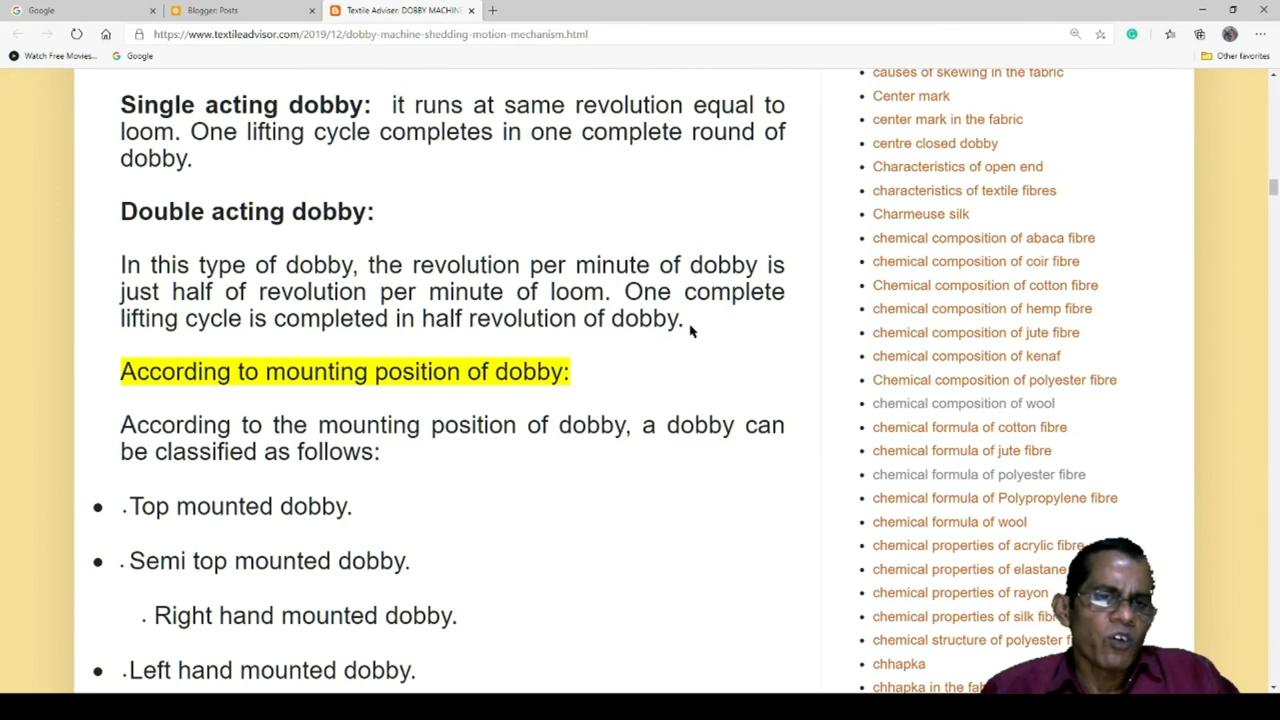 Google
Blogger: Posts
Textile Adviser: DOBBY MACHIN
https://www.textileadvisor.com/2019/12/dobby-machine-shedding-motion-mechanism.html
Watch Free Movies...
Google
Other favorites
Single acting dobby: it runs at same revolution equal to
loom. One lifting cycle completes in one complete round of
dobby.
Double acting dobby:
In this type of dobby, the revolution per minute of dobby is
just half of revolution per minute of loom. One complete
lifting cycle is completed in half revolution of dobby.
According to mounting position of dobby:
According to the mounting position of dobby, a dobby can
be classified as follows:
. Top mounted dobby.
. Semi top mounted dobby.
. Right hand mounted dobby.
. Left hand mounted dobby.
causes of skewing in the fabric
Center mark
center mark in the fabric
centre closed dobby
Characteristics of open end
characteristics of textile fibres
Charmeuse silk
chemical composition of abaca fibre
chemical composition of coir fibre
Chemical composition of cotton fibre
chemical composition of hemp fibre
chemical composition of jute fibre
chemical composition of kenaf
Chemical composition of polyester fibre
chemical composition of wool
chemical formula of cotton fibre
chemical formula of jute fibre
chemical formula of polyester fibre
chemical formula of Polypropylene fibre
chemical formula of wool
chemical properties of acrylic fibre
chemical properties of elastane
chemical properties of rayon
chemical properties of silk fib
chemical structure of polyester f
chhapka
chhapka in the fab